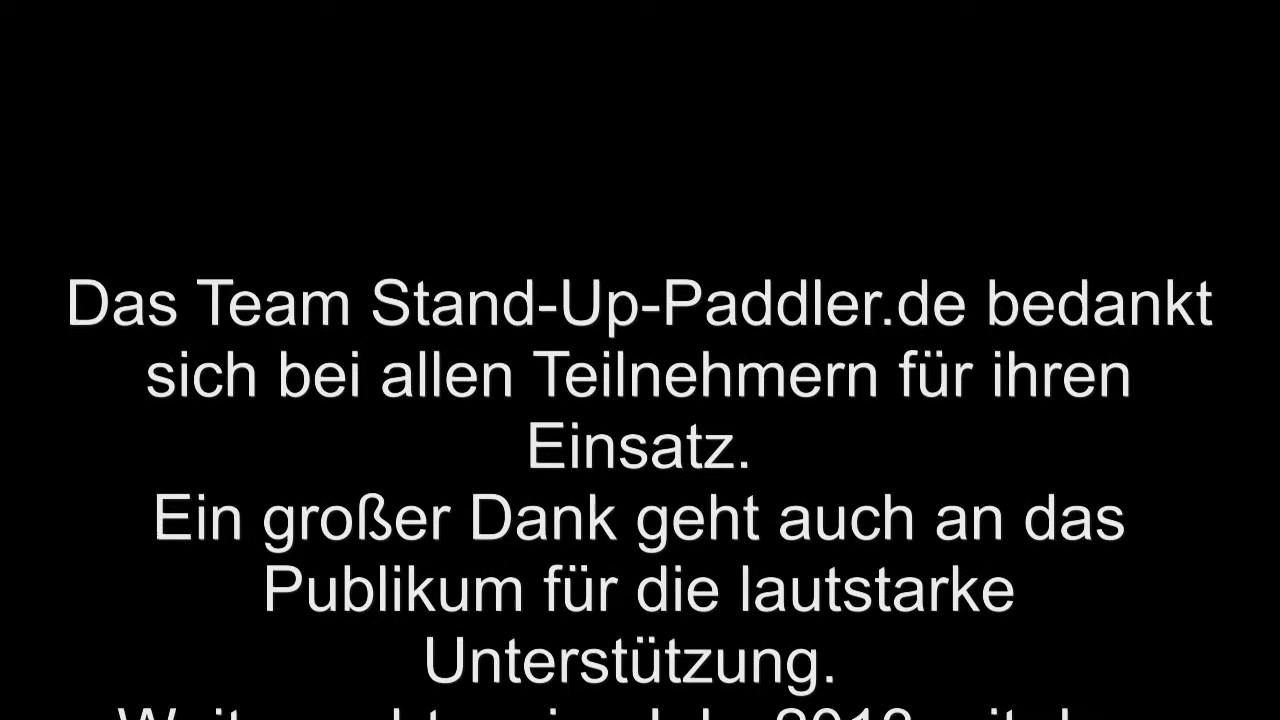 Das Team Stand-Up-Paddler.de bedankt
sich bei allen Teilnehmern für ihren
Einsatz.
Ein großer Dank geht auch an das
Publikum für die lautstarke
Unterstützung.